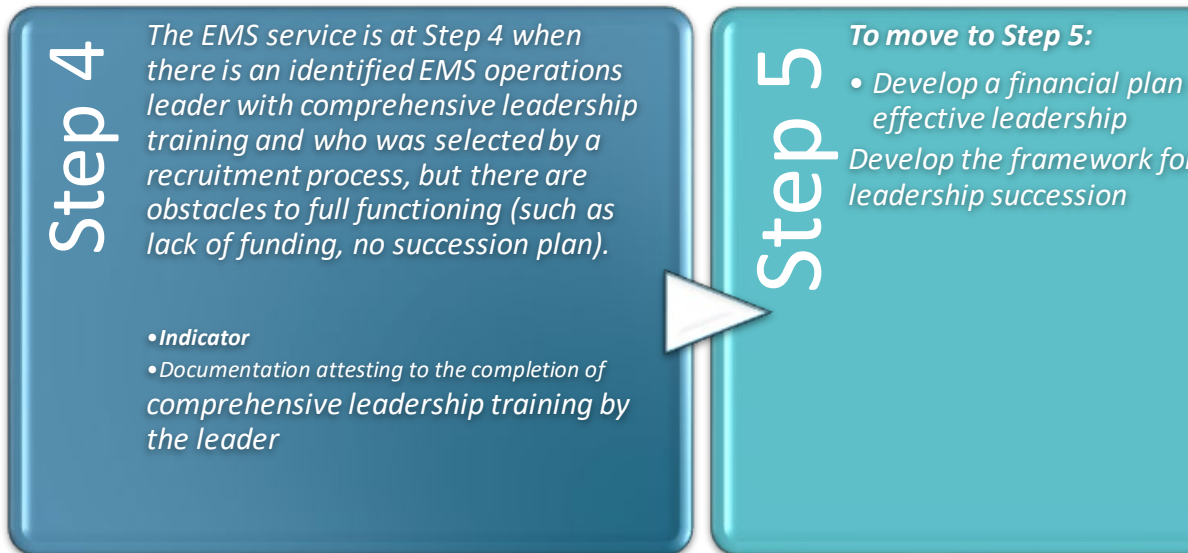 Step 4
The EMS service is at Step 4 when
there is an identified EMS operations
leader with comprehensive leadership
training and who was selected by a
recruitment process, but there are
obstacles to full functioning (such as
lack of funding, no succession plan).
•Indicator
•Documentation attesting to the completion of
comprehensive leadership training by
the leader
Step 5
To move to Step 5:
• Develop a financial plan
effective leadership
Develop the framework for
leadership succession